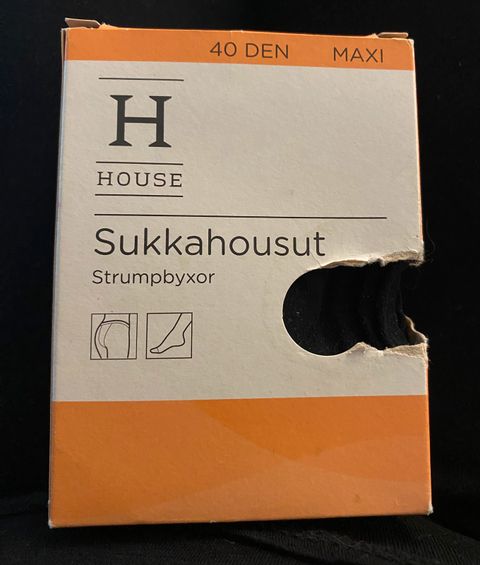 40 DEN MAXI
H
HOUSE
Sukkahousut
Strumpbyxor